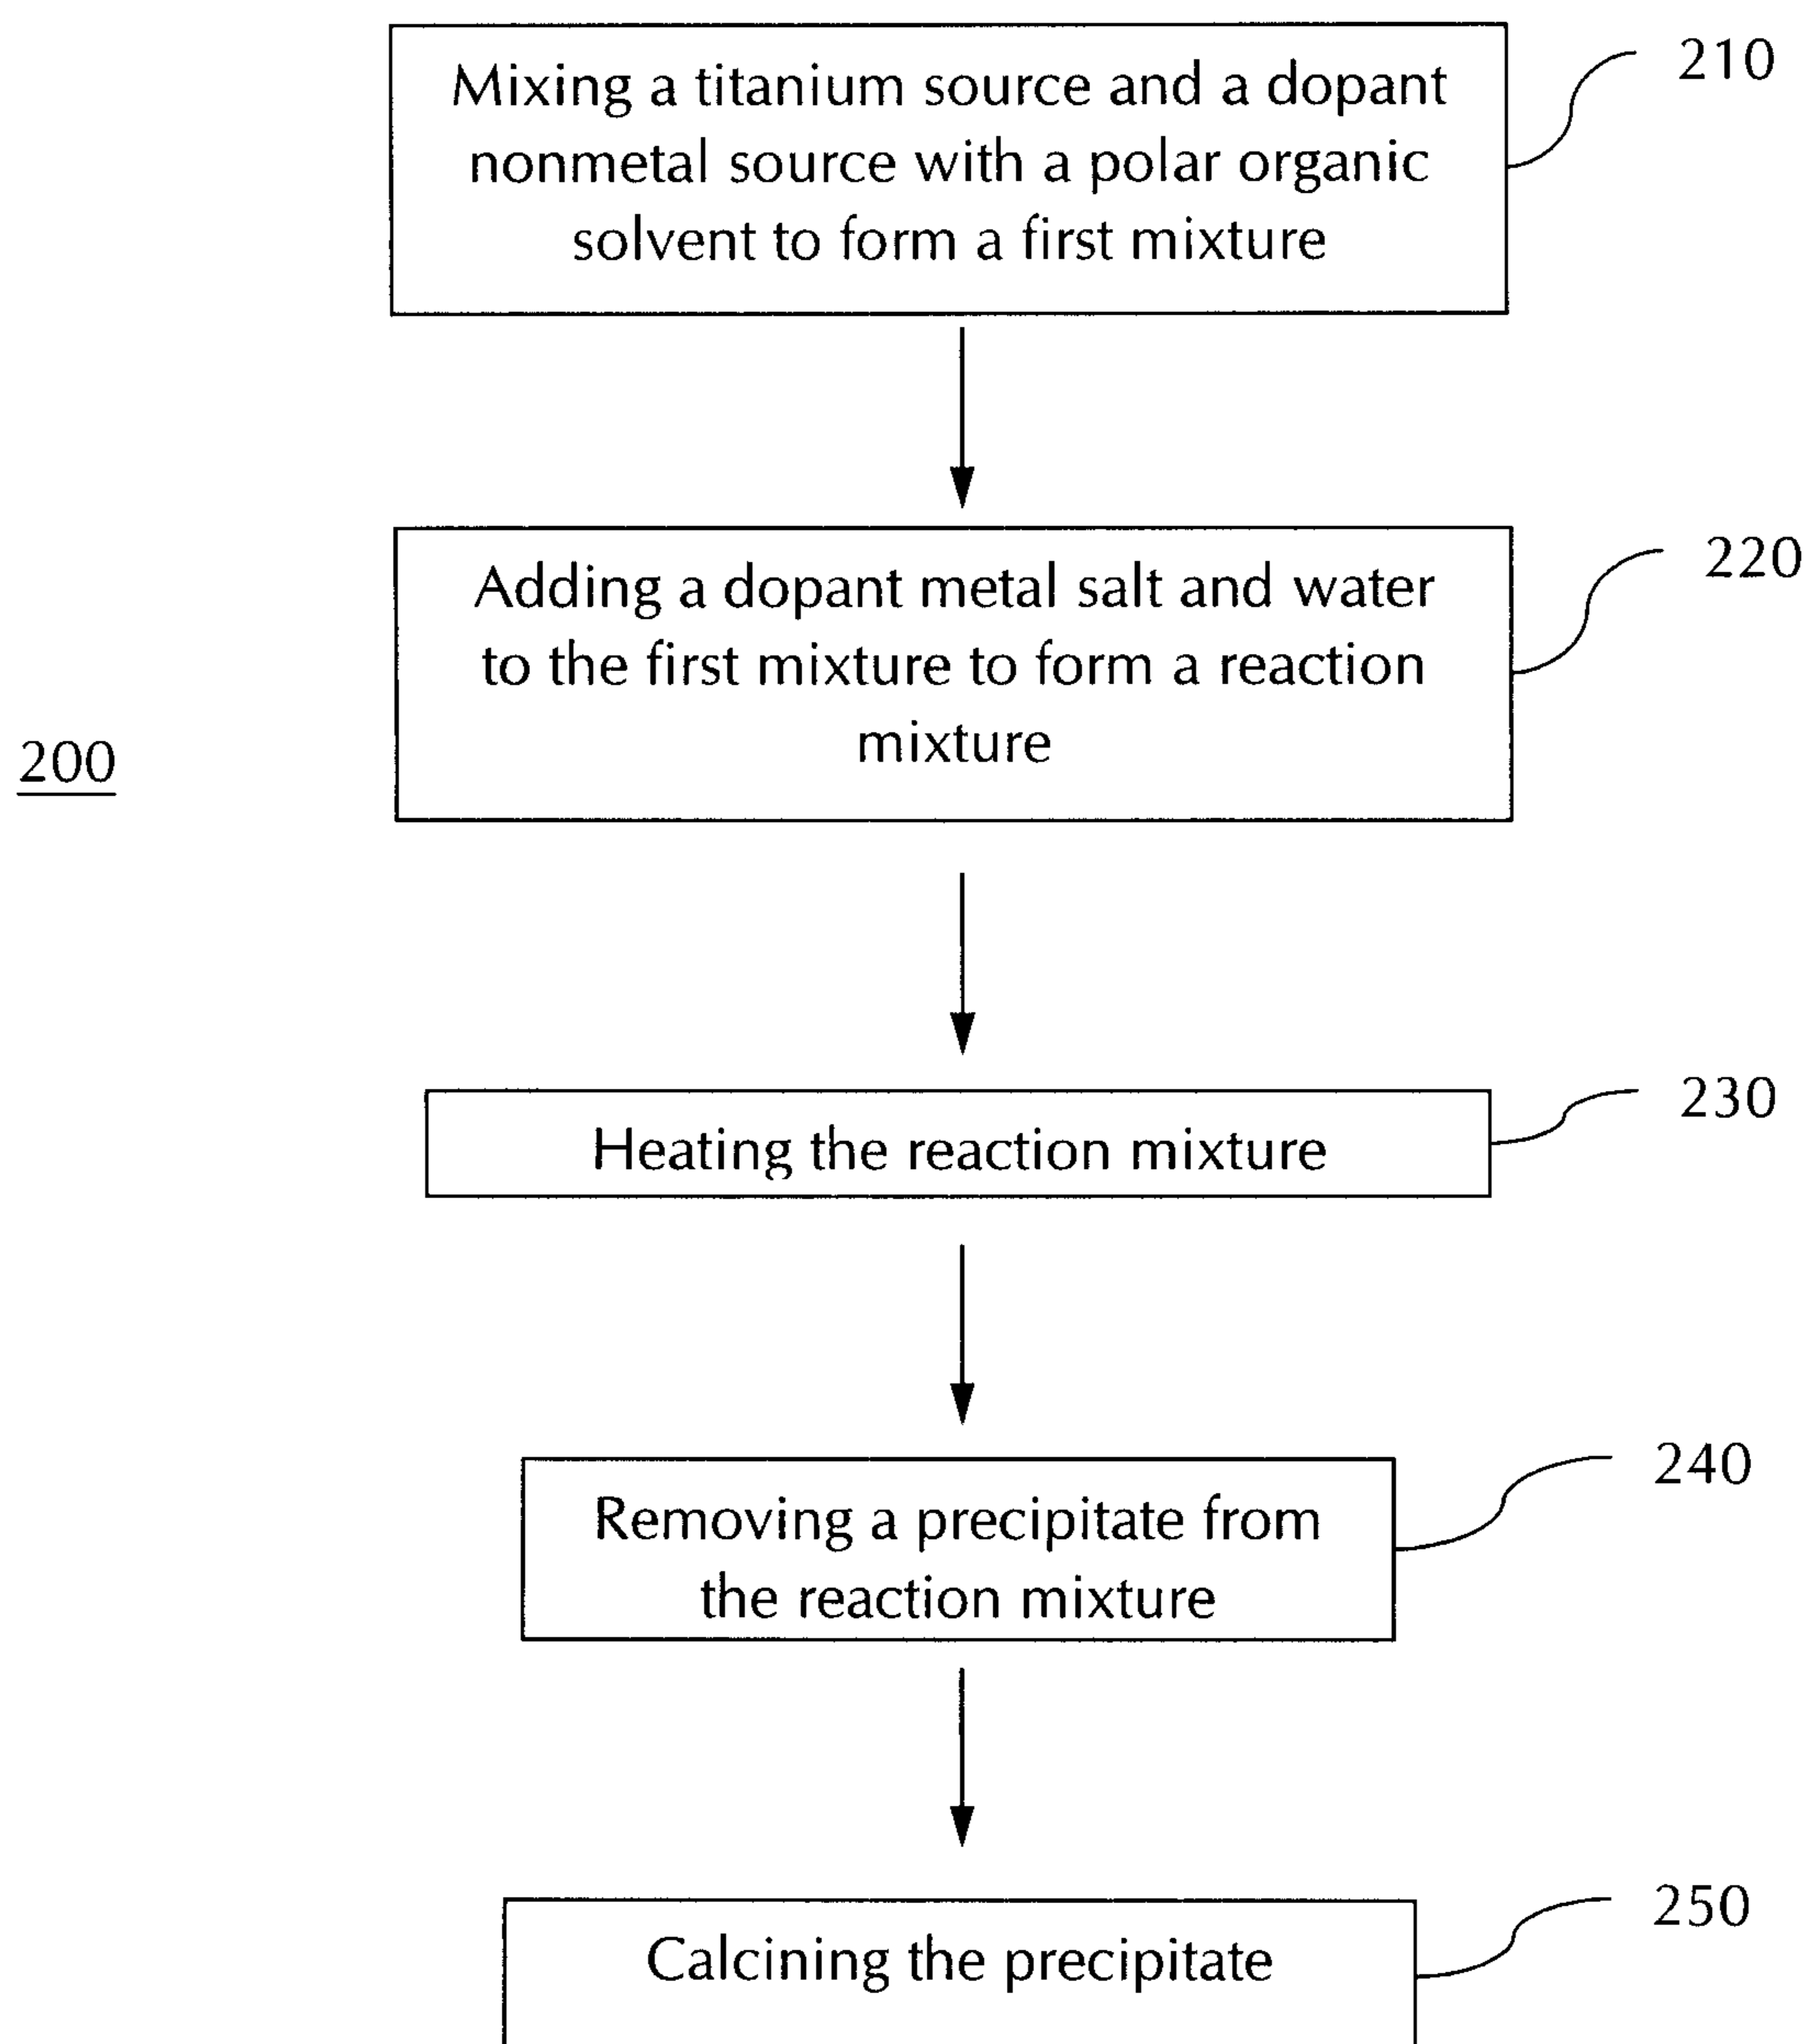 Mixing a titanium source and a dopant
nonmetal source with a polar organic
solvent to form a first mixture
210
Adding a dopant metal salt and water
to the first mixture to form a reaction
mixture
220
200
Heating the reaction mixture
230
Removing a precipitate from
the reaction mixture
240
Calcining the precipitate
250